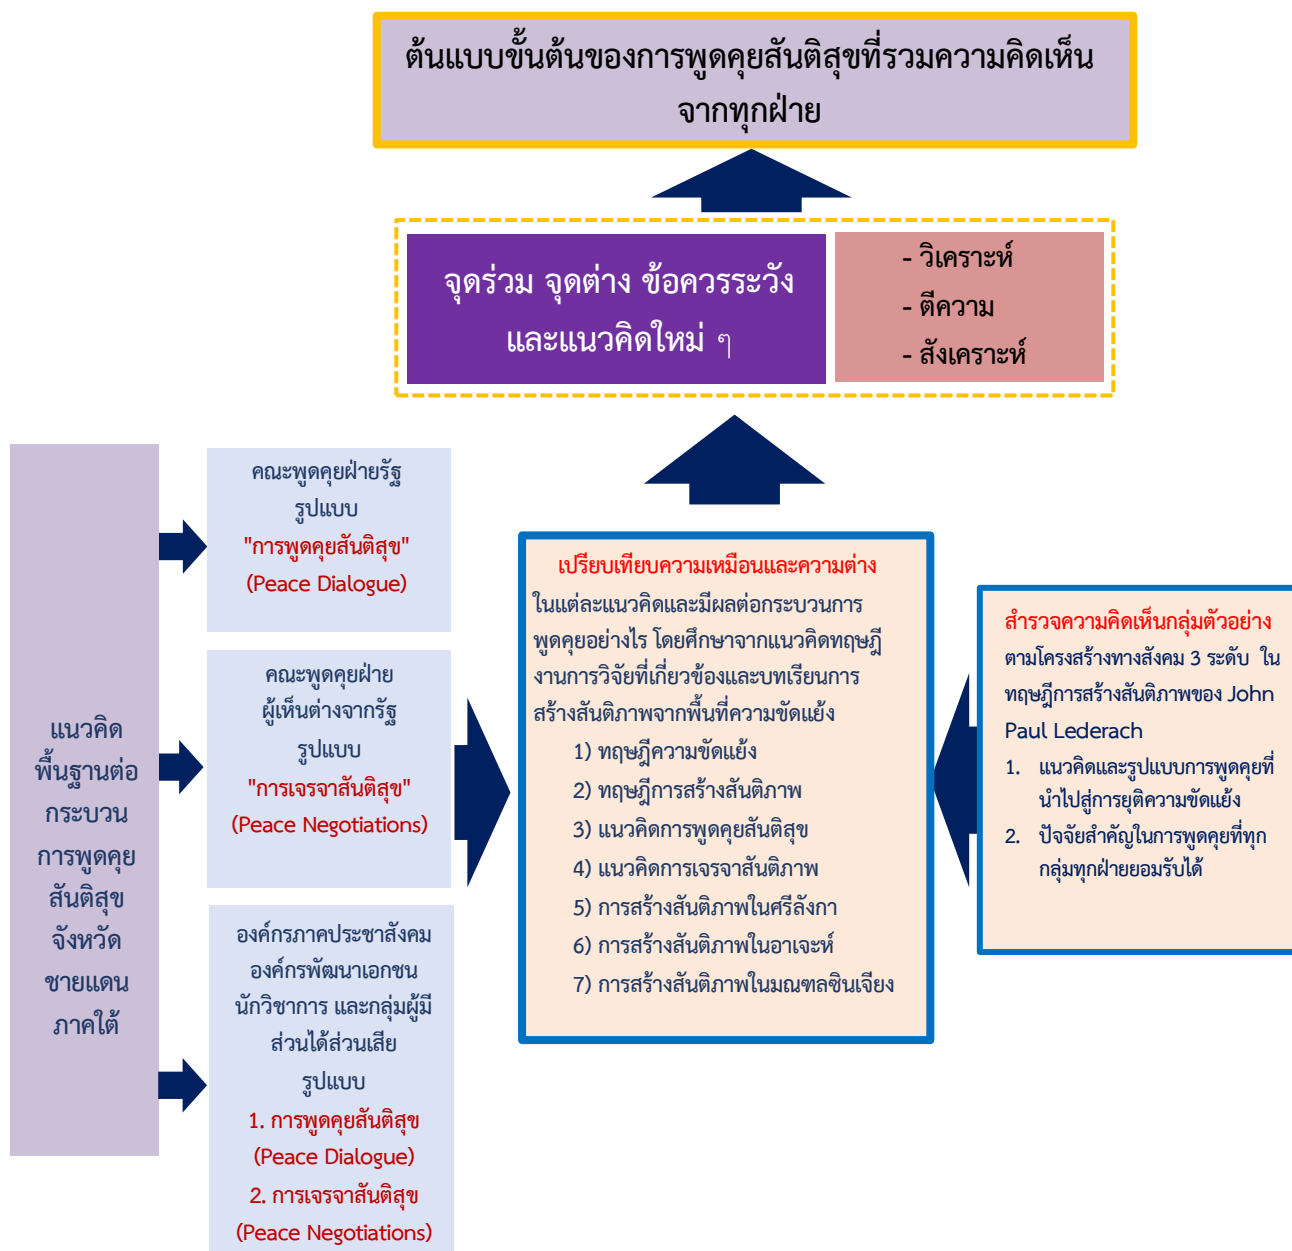 ต้นแบบขั้นต้นของการพูดคุยสันติสุขที่รวมความคิดเห็น
จากทุกฝ่าย
จุดร่วม จุดต่าง ข้อควรระวัง
และแนวคิดใหม่ ๆ
- วิเคราะห์
- ตีความ
- สังเคราะห์
แนวคิด
พื้นฐานต่อ
กระบวน
การพูดคุย
สันติสุข
จังหวัด
ชายแดน
ภาคใต้
คณะพูดคุยฝ่ายรัฐ
รูปแบบ
"การพูดคุยสันติสุข"
(Peace Dialogue)
คณะพูดคุยฝ่าย
ผู้เห็นต่างจากรัฐ
รูปแบบ
"การเจรจาสันติสุข"
(Peace Negotiations)
องค์กรภาคประชาสังคม
องค์กรพัฒนาเอกชน
นักวิชาการ และกลุ่มผู้มี
ส่วนได้ส่วนเสีย
รูปแบบ
1. การพูดคุยสันติสุข
(Peace Dialogue)
2. การเจรจาสันติสุข
(Peace Negotiations)
เปรียบเทียบความเหมือนและความต่าง
ในแต่ละแนวคิดและมีผลต่อกระบวนการ
พูดคุยอย่างไร โดยศึกษาจากแนวคิดทฤษฎี
งานการวิจัยที่เกี่ยวข้องและบทเรียนการ
สร้างสันติภาพจากพื้นที่ความขัดแย้ง
1) ทฤษฎีความขัดแย้ง
2) ทฤษฎีการสร้างสันติภาพ
3) แนวคิดการพูดคุยสันติสุข
4) แนวคิดการเจรจาสันติภาพ
5) การสร้างสันติภาพในศรีลังกา
6) การสร้างสันติภาพในอาเจะห์
7) การสร้างสันติภาพในมณฑลซินเจียง
สำรวจความคิดเห็นกลุ่มตัวอย่าง
ตามโครงสร้างทางสังคม 3 ระดับ ใน
ทฤษฎีการสร้างสันติภาพของ John
Paul Lederach
1. แนวคิดและรูปแบบการพูดคุยที่
นำไปสู่การยุติความขัดแย้ง
2. ปัจจัยสำคัญในการพูดคุยที่ทุก
กลุ่มทุกฝ่ายยอมรับได้